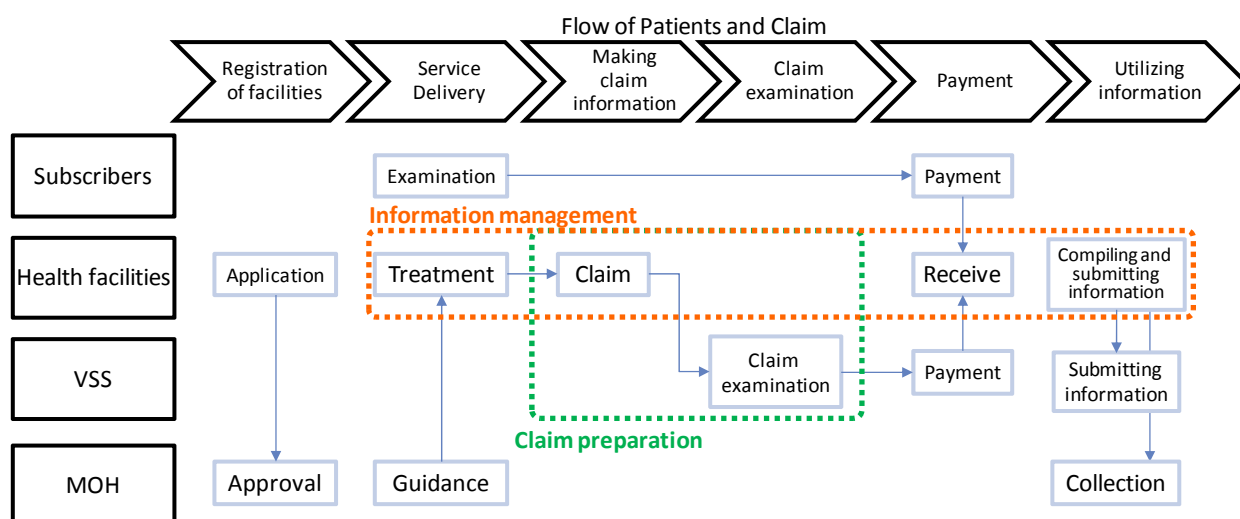 Flow of Patients and Claim
Registration
of facilities
Service
Delivery
Making
claim
information
Claim
examination
Payment
Utilizing
information
Subscribers
Examination
Payment
Information management
Health facilities
Application
Treatment
Claim
Receive
Compiling and
submitting
information
VSS
Claim
examination
Payment
Submitting
information
Claim preparation
MOH
Approval
Guidance
Collection